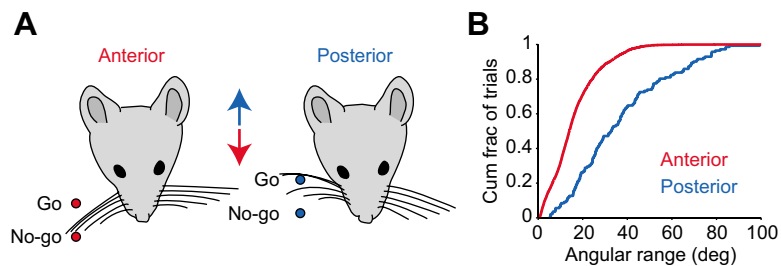 A
Anterior
Posterior
Go
No-go
Go
No-go
B
Cum frac of trials
1
0.8
0.6
0.4
0.2
0
Anterior
Posterior
0 20 40 60 80 100
Angular range (deg)